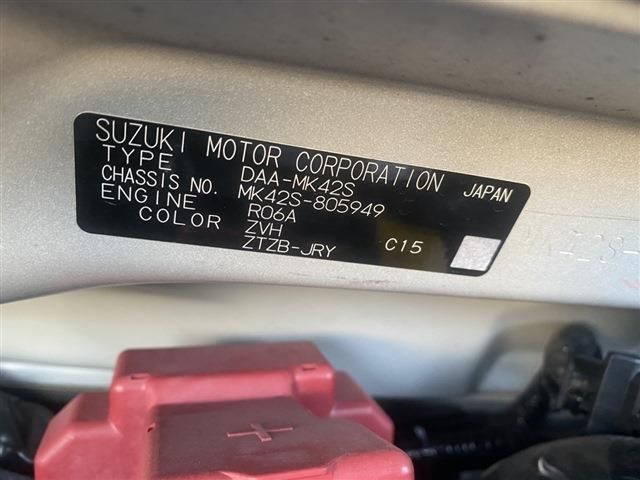 SUZUKI MOTOR CORPORATION JAPAN
TYPE DAA-MK42S
CHASSIS NO. MK42S-805949
ENGINE R06A
COLOR ZVH
ZTZB-JRY C15
+